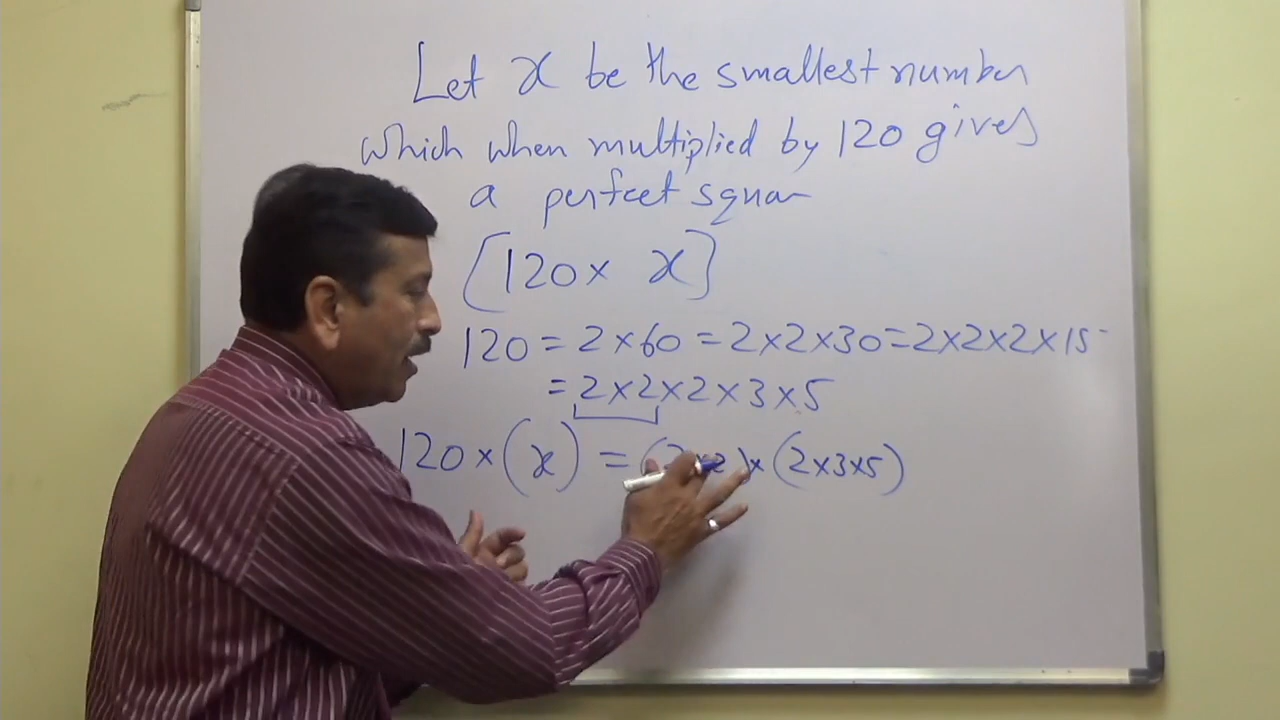 Let x be the smallest number
which when multiplied by 120 gives
a perfect squar
[120× x]
120 = 2×60 = 2×2×30=2×2×2×15
= 2×2×2×3×5
120×(x) = (2×2)×(2×3×5)